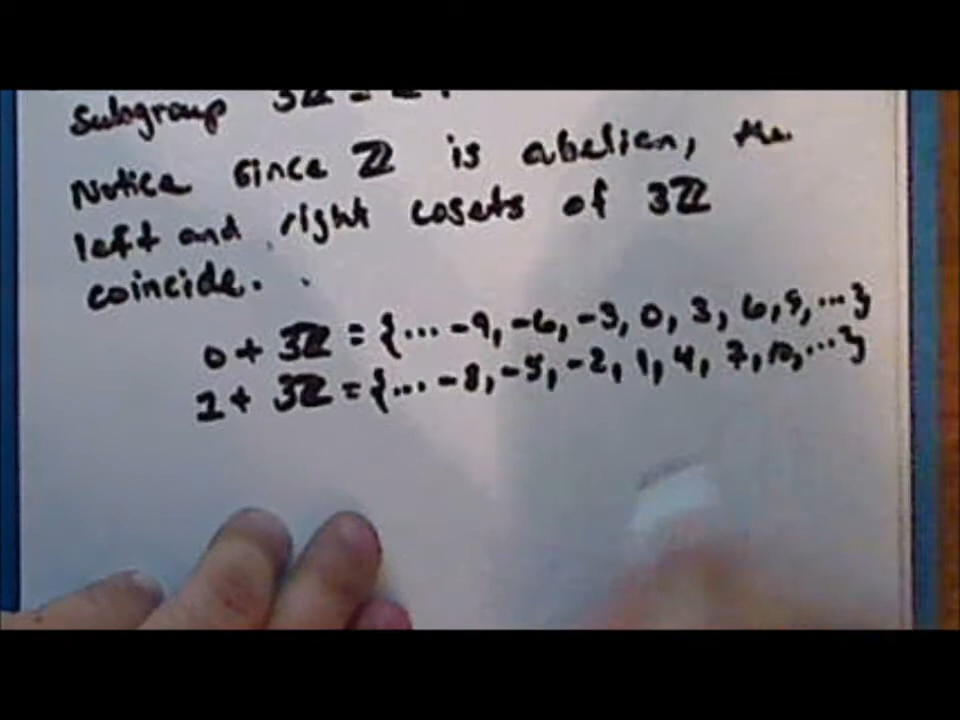 Subgroup 3ℤ =
Notice since ℤ is abelian, the
left and right cosets of 3ℤ
coincide.
0 + 3ℤ = {... -9, -6, -3, 0, 3, 6, 9, ...}
1 + 3ℤ = {... -8, -5, -2, 1, 4, 7, 10, ...}